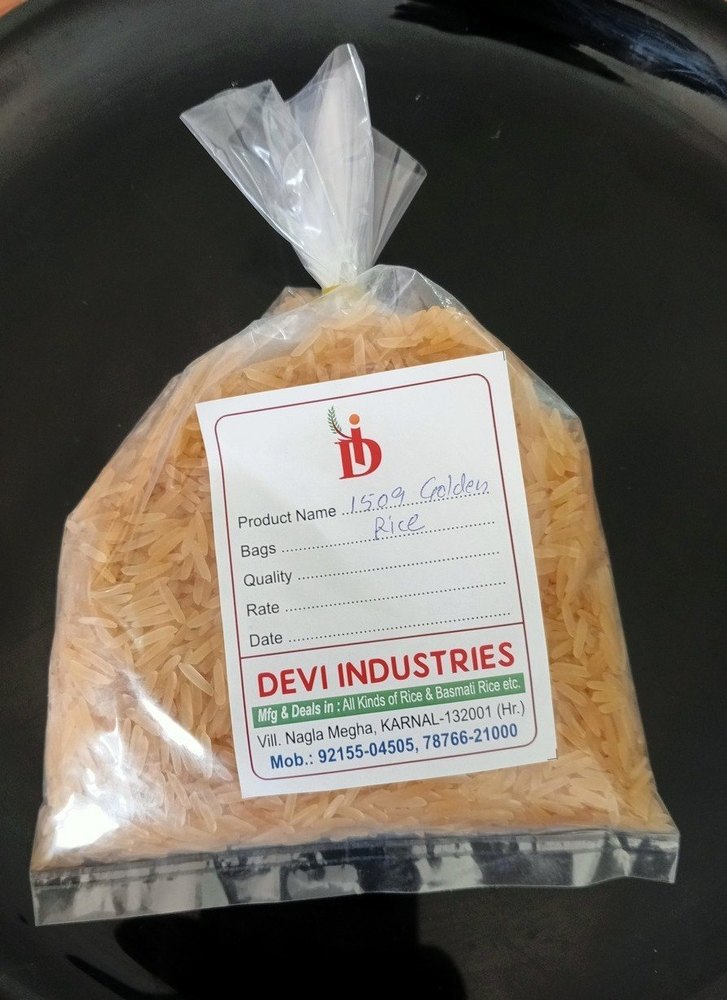 ID
Product Name ..... 1509 Golden
Bags ..... Rice
Quality .....
Rate .....
Date .....
DEVI INDUSTRIES
Mfg & Deals in : All Kinds of Rice & Basmati Rice etc.
Vill. Nagla Megha, KARNAL-132001 (Hr.)
Mob.: 92155-04505, 78766-21000